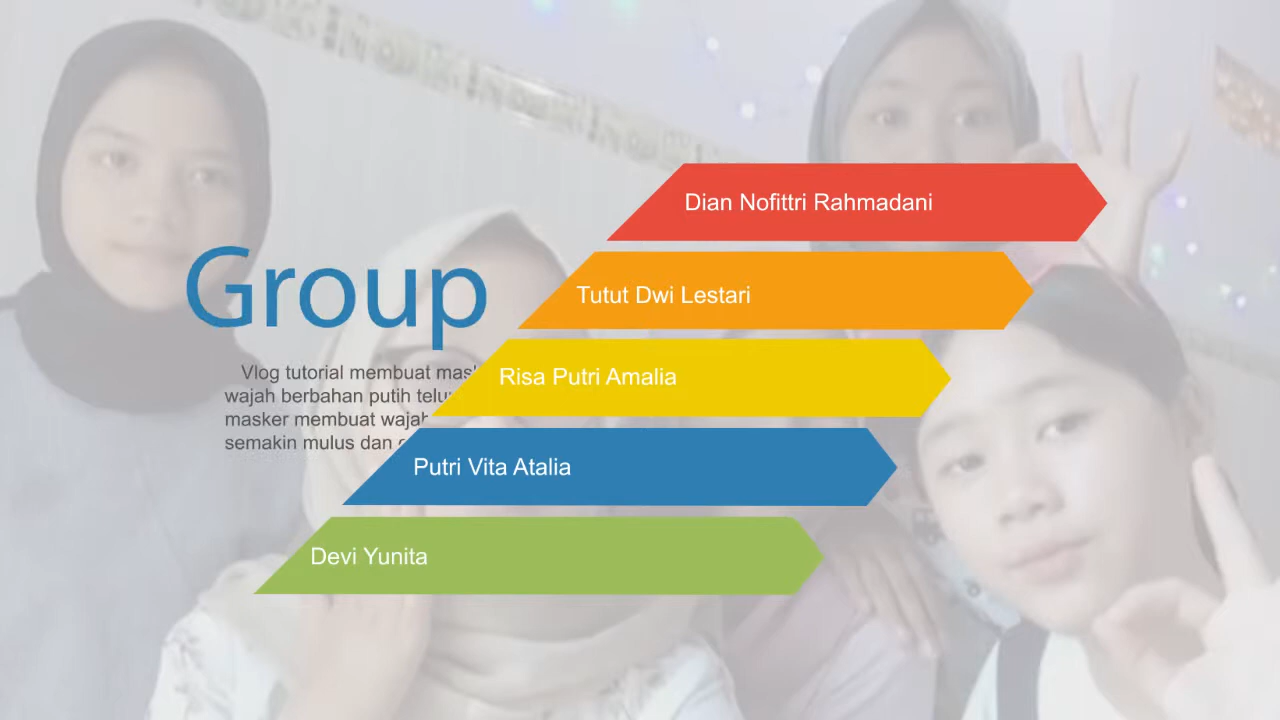 Group
Vlog tutorial membuat
wajah berbahan putih
masker membuat
semakin mulus dan
Dian Nofittri Rahmadani
Tutut Dwi Lestari
Risa Putri Amalia
Putri Vita Atalia
Devi Yunita